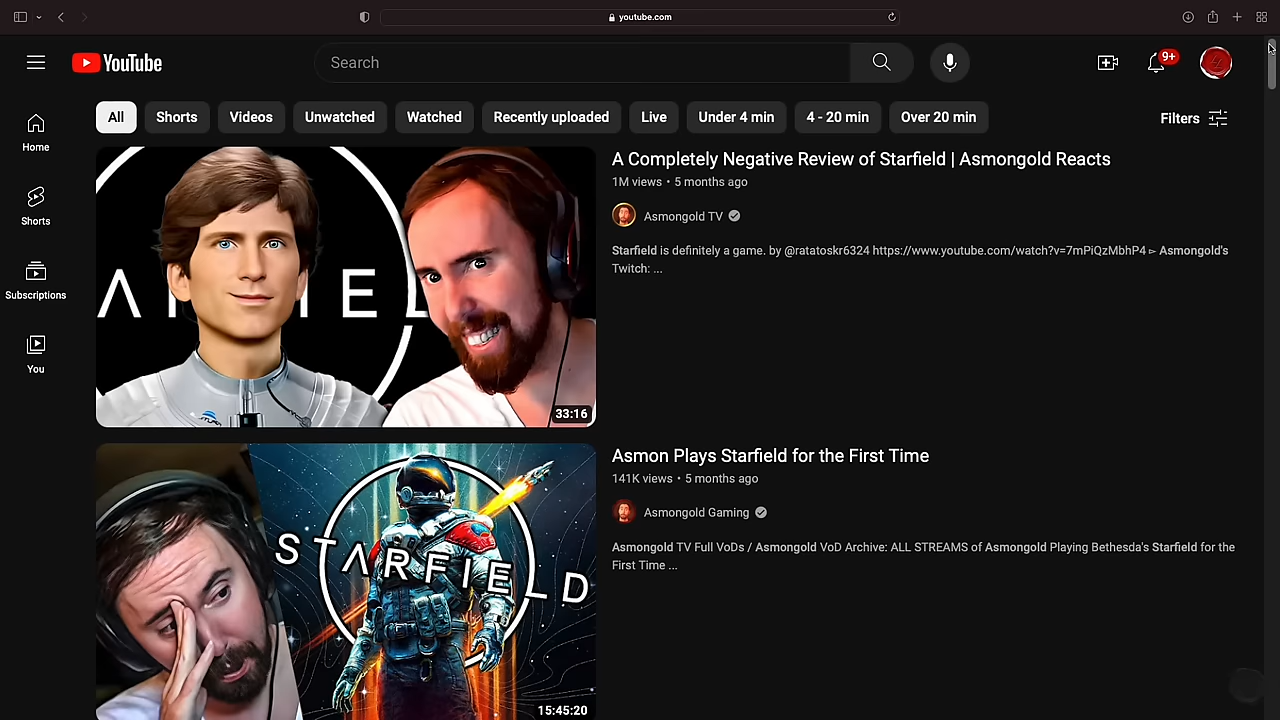 youtube.com
YouTube
Search
9+
All
Shorts
Videos
Unwatched
Watched
Recently uploaded
Live
Under 4 min
4 - 20 min
Over 20 min
Filters
Home
Shorts
Subscriptions
You
33:16
A Completely Negative Review of Starfield | Asmongold Reacts
1M views • 5 months ago
Asmongold TV
Starfield is definitely a game. by @ratatoskr6324 https://www.youtube.com/watch?v=7mPiQzMbhP4 ► Asmongold's
Twitch: ...
STARFIELD
15:45:20
Asmon Plays Starfield for the First Time
141K views • 5 months ago
Asmongold Gaming
Asmongold TV Full VoDs / Asmongold VoD Archive: ALL STREAMS of Asmongold Playing Bethesda's Starfield for the
First Time ...